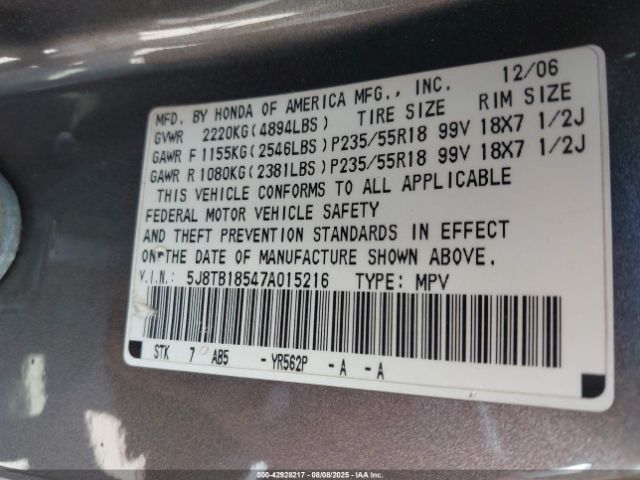 MFD. BY HONDA OF AMERICA MFG., INC. 12/06
GVWR 2220KG(4894LBS) TIRE SIZE RIM SIZE
GAWR F 1155KG(2546LBS)P235/55R18 99V 18X7 1/2J
GAWR R 1080KG(2381LBS)P235/55R18 99V 18X7 1/2J
THIS VEHICLE CONFORMS TO ALL APPLICABLE
FEDERAL MOTOR VEHICLE SAFETY
AND THEFT PREVENTION STANDARDS IN EFFECT
ON THE DATE OF MANUFACTURE SHOWN ABOVE.
V.I.N.: 5J8TB18547A015216 TYPE: MPV
STK 7 AB5 -YR562P -A -A
000-42928217 - 08/08/2025 - IAAI.COM